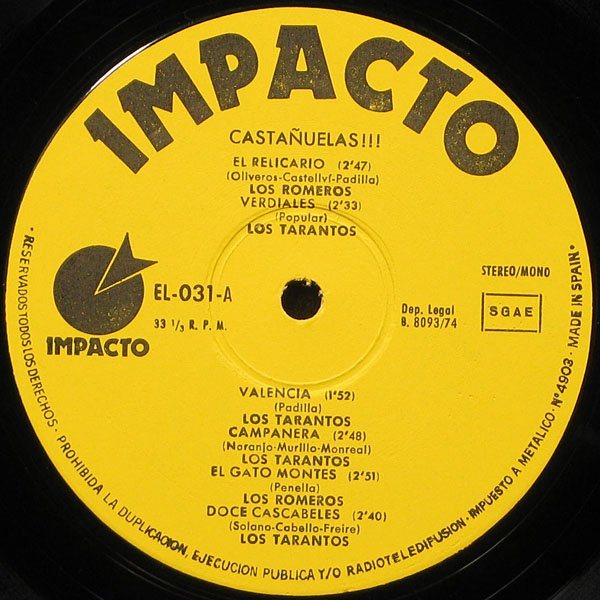 IMPACTO
CASTAÑUELAS!!!
EL RELICARIO (2'47)
(Oliveros-Castellví-Padilla)
LOS ROMEROS
VERDIALES (2'33)
(Popular)
LOS TARANTOS
IMPACTO
EL-031-A
33 1/3 R. P. M.
STEREO/MONO
Dep. Legal
B. 8093/74
SGAE
VALENCIA (1'52)
(Padilla)
LOS TARANTOS
CAMPANERA (2'48)
(Naranjo-Murillo-Monreal)
LOS TARANTOS
EL GATO MONTES (2'51)
(Penella)
LOS ROMEROS
DOCE CASCABELES (2'40)
(Solano-Cabello-Freire)
LOS TARANTOS
*RESERVADOS TODOS LOS DERECHOS· PROHIBIDA LA DUPLICACION, EJECUCION PUBLICA Y/O RADIOTELEDIFUSION· IMPUESTO A METALICO· Nº 4903· MADE IN SPAIN*